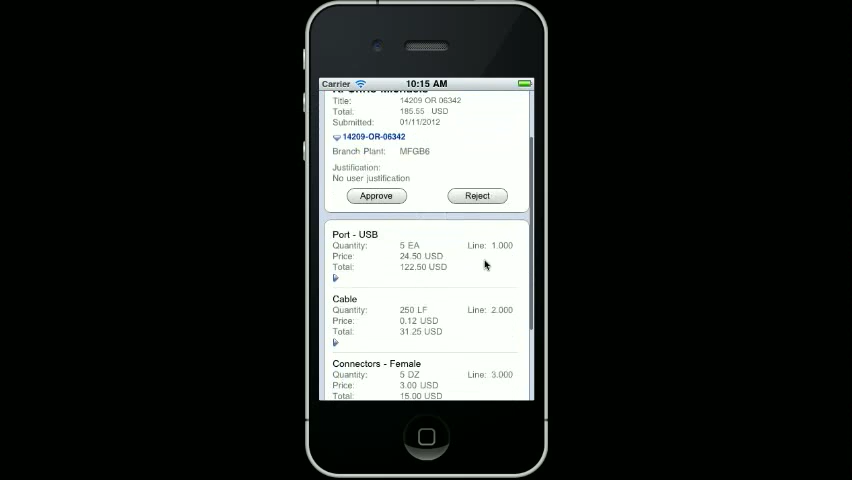 Carrier 10:15 AM
Title: 14209 OR 06342
Total: 185.55 USD
Submitted: 01/11/2012
14209-OR-06342
Branch Plant: MFGB6
Justification:
No user justification
Approve Reject
Port - USB
Quantity: 5 EA Line: 1.000
Price: 24.50 USD
Total: 122.50 USD
Cable
Quantity: 250 LF Line: 2.000
Price: 0.12 USD
Total: 31.25 USD
Connectors - Female
Quantity: 5 DZ Line: 3.000
Price: 3.00 USD
Total: 15.00 USD